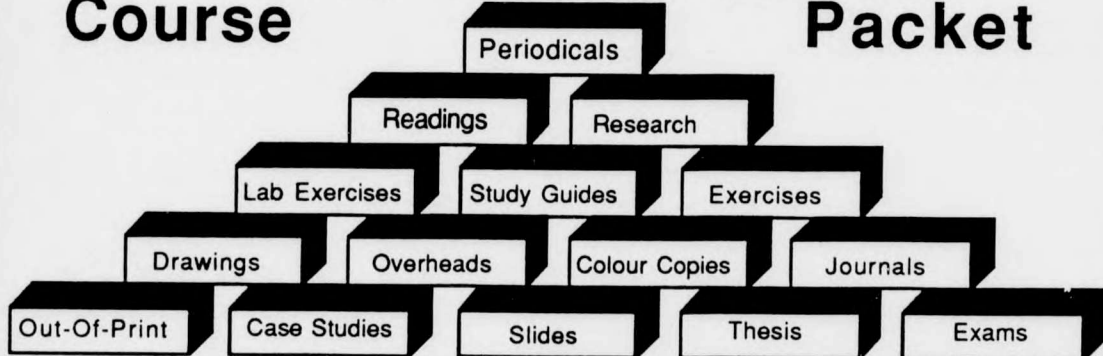 Course Packet
Periodicals
Readings Research
Lab Exercises Study Guides Exercises
Drawings Overheads Colour Copies Journals
Out-Of-Print Case Studies Slides Thesis Exams